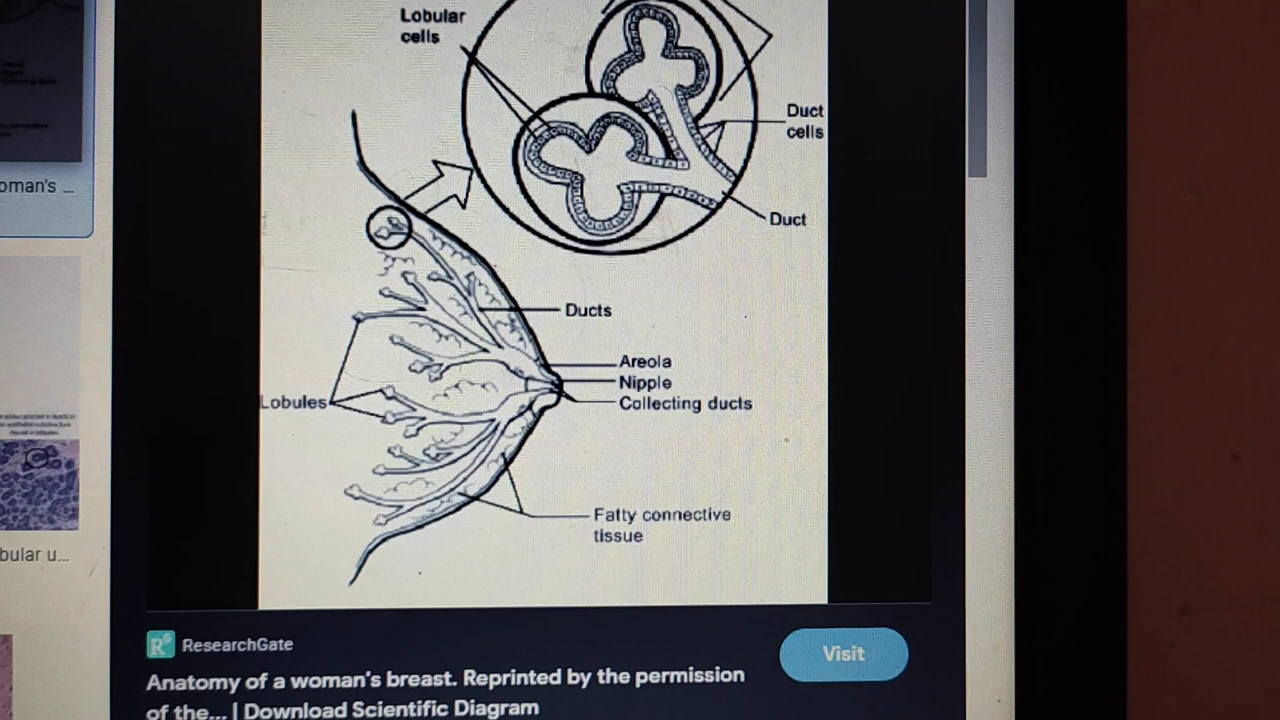 Lobular
cells
Duct
cells
Duct
Ducts
Areola
Nipple
Collecting ducts
Lobules
Fatty connective
tissue
oman's ...
bular u...
ResearchGate
Visit
Anatomy of a woman's breast. Reprinted by the permission
of the... | Download Scientific Diagram